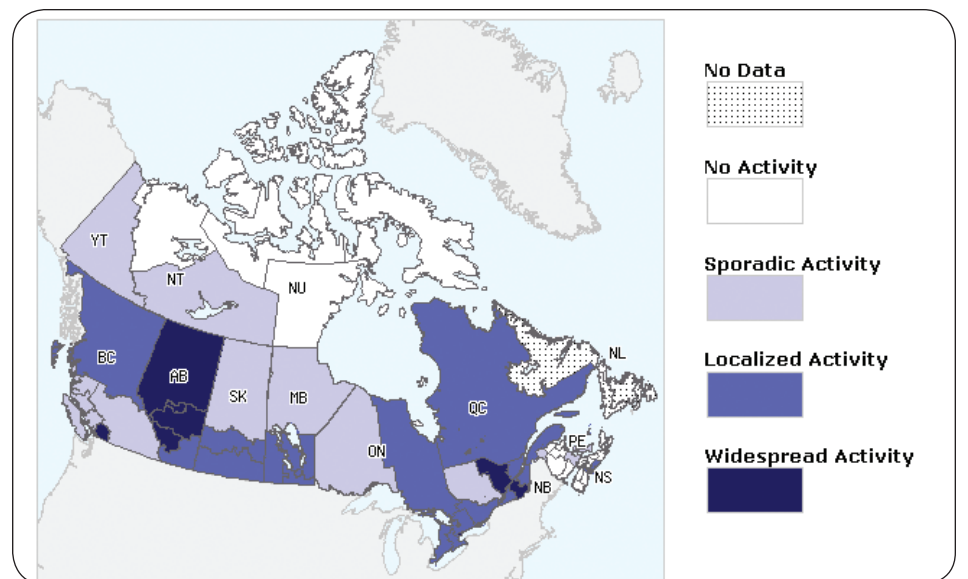 No Data
No Activity
Sporadic Activity
Localized Activity
Widespread Activity
YT
NT
NU
BC
AB
SK
MB
ON
QC
NL
PE
NB
NS